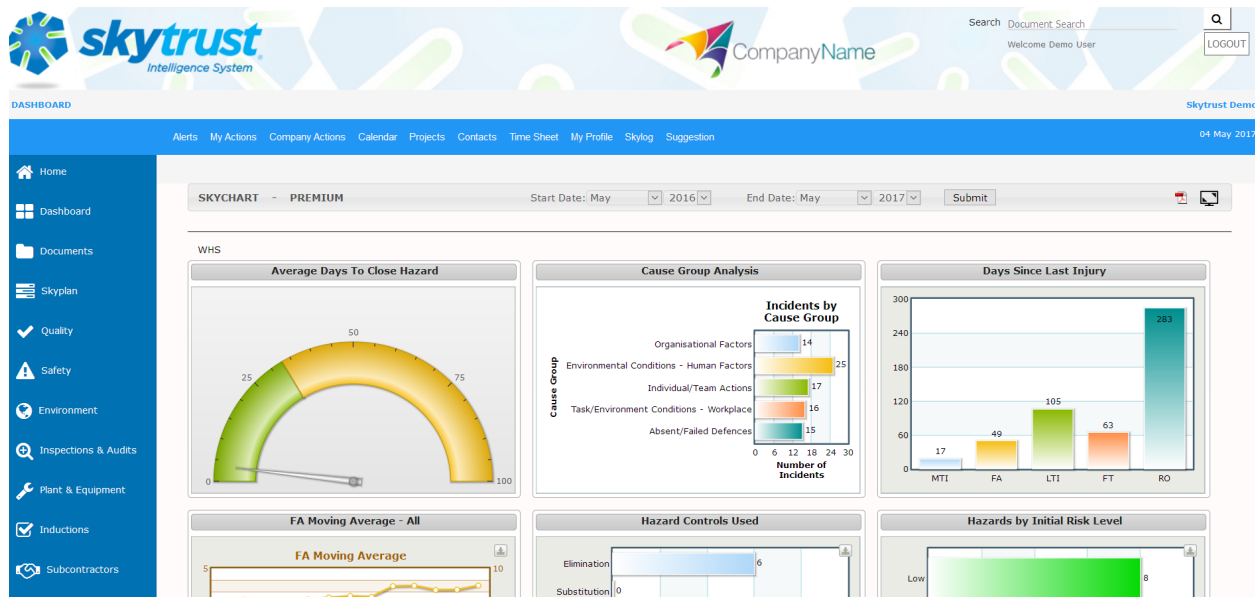 skytrust
Intelligence System
CompanyName
Search Document Search
Welcome Demo User
LOGOUT
DASHBOARD
Skytrust Demo
Alerts My Actions Company Actions Calendar Projects Contacts Time Sheet My Profile Skylog Suggestion
04 May 2017
Home
Dashboard
Documents
Skyplan
Quality
Safety
Environment
Inspections & Audits
Plant & Equipment
Inductions
Subcontractors
SKYCHART - PREMIUM
Start Date: May 2016
End Date: May 2017
Submit
WHS
Average Days To Close Hazard
0 25 50 75 100
Cause Group Analysis
Incidents by
Cause Group
Cause Group
Organisational Factors 14
Environmental Conditions - Human Factors 25
Individual/Team Actions 17
Task/Environment Conditions - Workplace 16
Absent/Failed Defences 15
0 6 12 18 24 30
Number of
Incidents
Days Since Last Injury
300
240
180
120
60
0
17 49 105 63 283
MTI FA LTI FT RO
FA Moving Average - All
FA Moving Average
5 10
Hazard Controls Used
Elimination 6
Substitution 0
Hazards by Initial Risk Level
Low 8